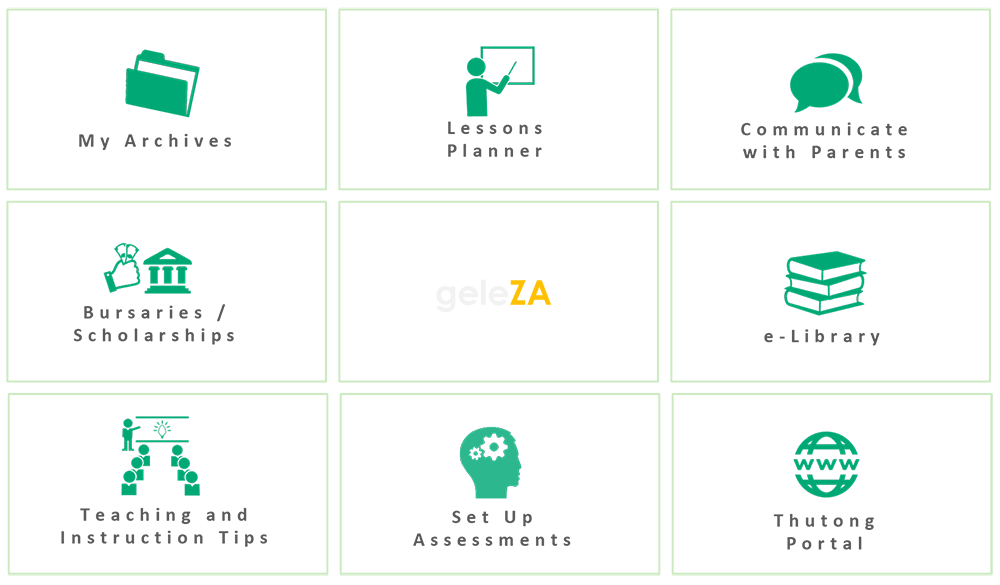 My Archives
Lessons
Planner
Communicate
with Parents
Bursaries /
Scholarships
geleZA
e-Library
Teaching and
Instruction Tips
Set Up
Assessments
www
Thutong
Portal